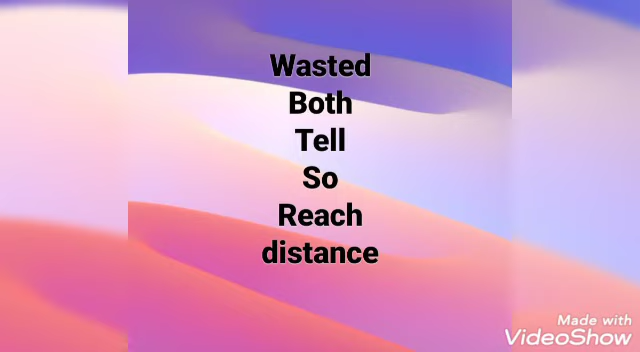 Wasted
Both
Tell
So
Reach
distance
Made with
VideoShow